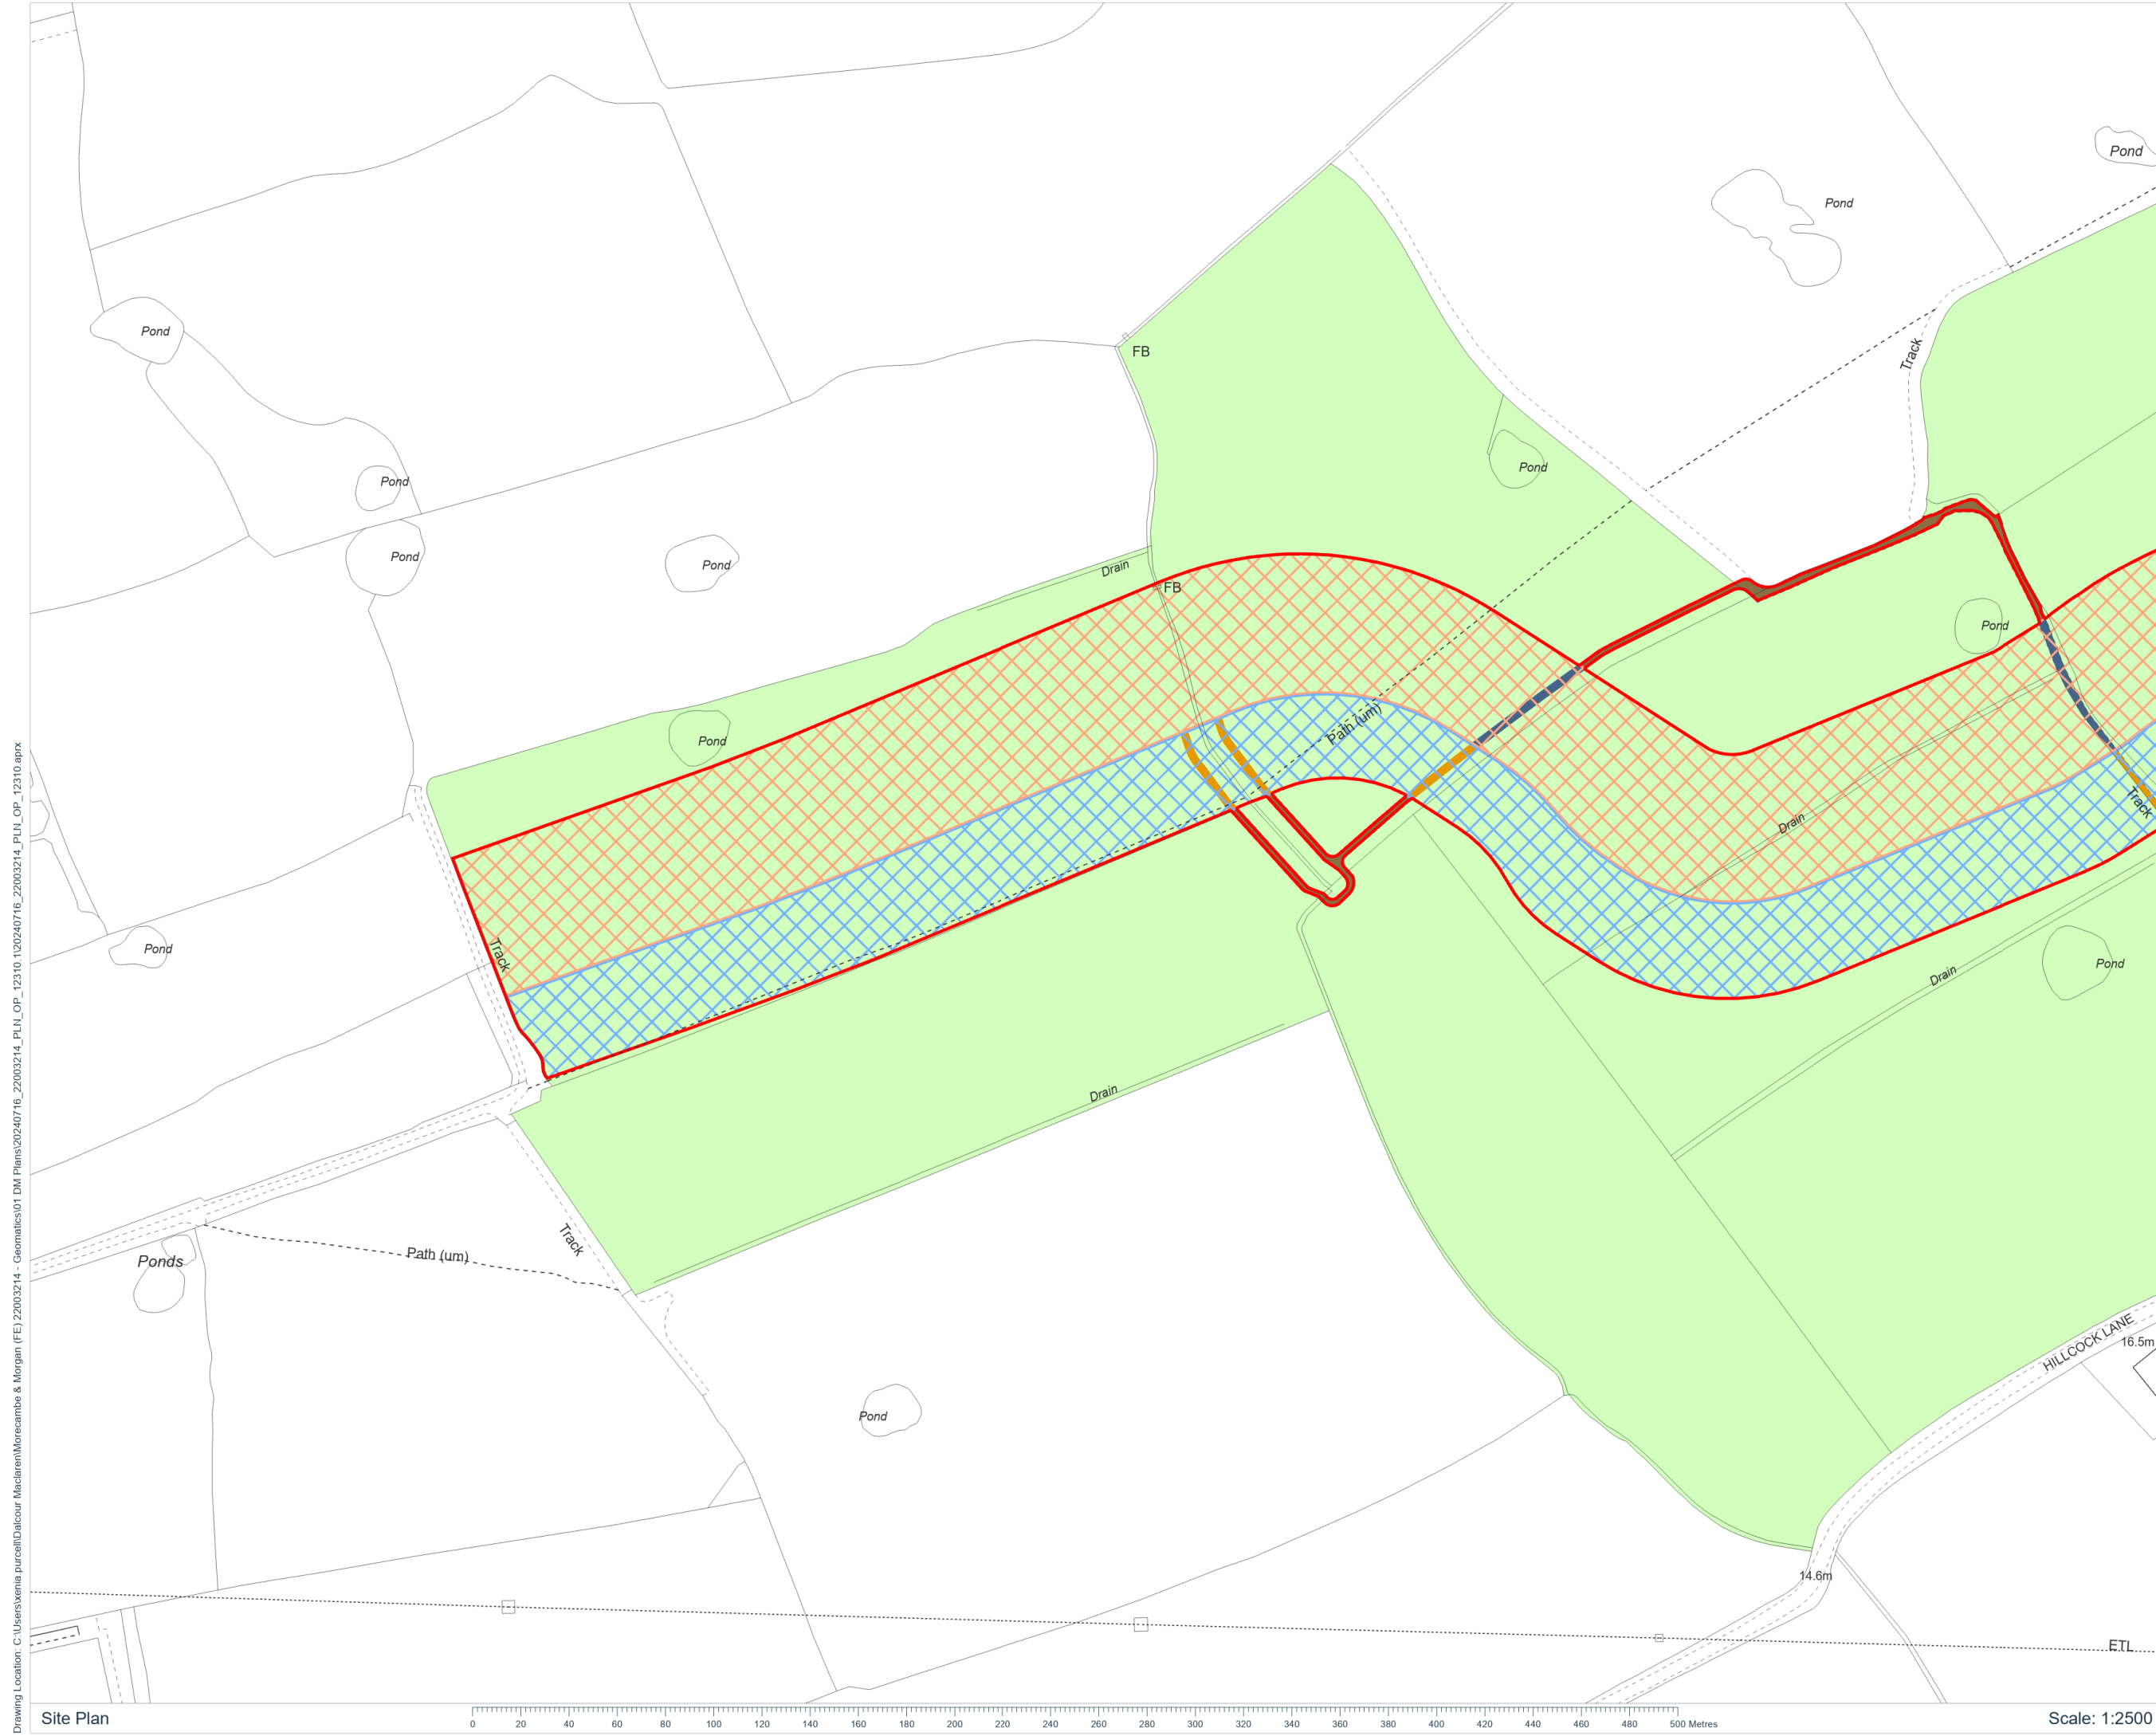 Pond
Pond
Pond
FB
Track
Pond
Pond
Pond
Pond
Drain
Pond
FB
Pond
Path (um)
Pond
Track
Drain
Track
Pond
Pond
Drain
Drain
Path (um)
Track
Ponds
HILLCOCK LANE
16.5m
Pond
14.6m
ETL
Drawing Location: C:\Users\xenia.purcell\Dalcour Maclaren\Morecambe & Morgan (FE) 22003214 - Geomatics\01 DM Plans\20240716_22003214_PLN_OP_12310.1\20240716_22003214_PLN_OP_12310.aprx
Site Plan
0 20 40 60 80 100 120 140 160 180 200 220 240 260 280 300 320 340 360 380 400 420 440 460 480 500 Metres
Scale: 1:2500